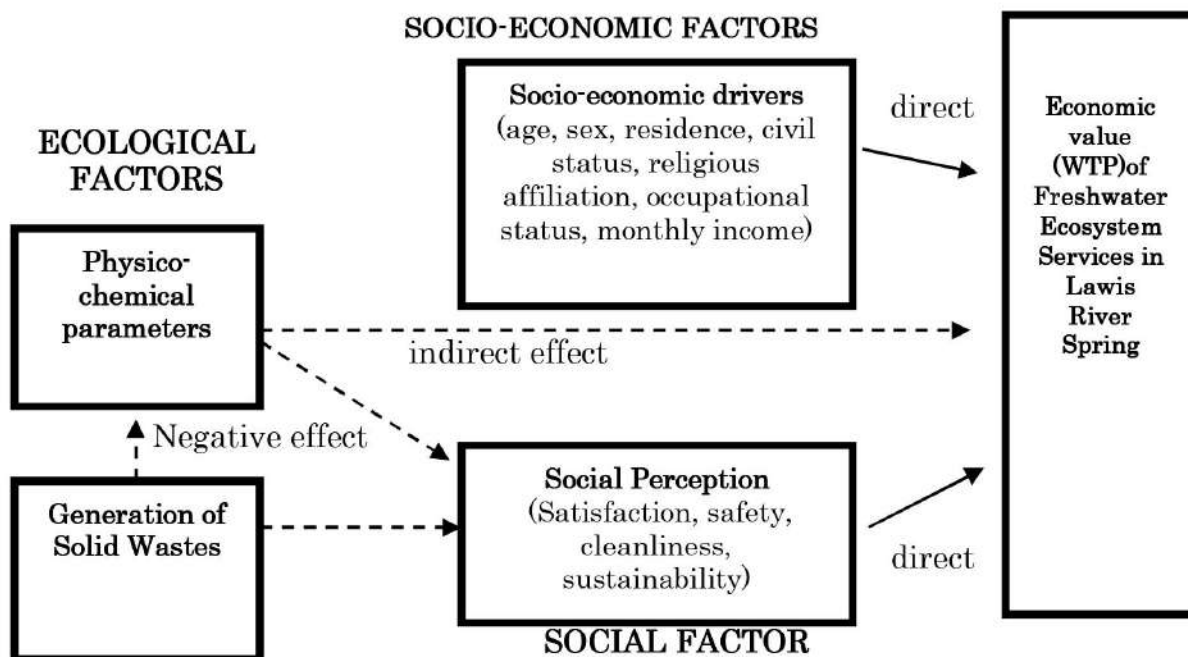 SOCIO-ECONOMIC FACTORS
Socio-economic drivers
(age, sex, residence, civil
status, religious
affiliation, occupational
status, monthly income)
direct
Economic
value
(WTP)of
Freshwater
Ecosystem
Services in
Lawis
River
Spring
ECOLOGICAL
FACTORS
Physico-
chemical
parameters
indirect effect
Negative effect
Generation of
Solid Wastes
Social Perception
(Satisfaction, safety,
cleanliness,
sustainability)
direct
SOCIAL FACTOR